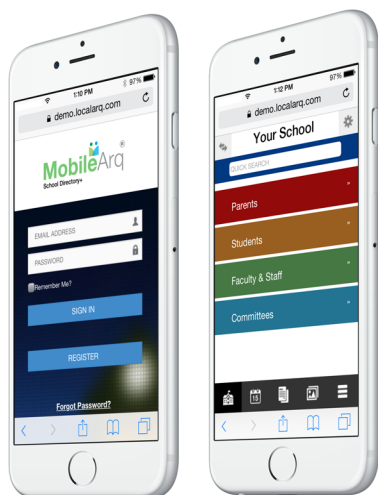 1:10 PM
97%
demo.localarq.com
MobileArq®
School Directory+
EMAIL ADDRESS
PASSWORD
Remember Me?
SIGN IN
REGISTER
Forgot Password?
1:12 PM
97%
demo.localarq.com
Your School
QUICK SEARCH
Parents
»
Students
»
Faculty & Staff
»
Committees
»
15